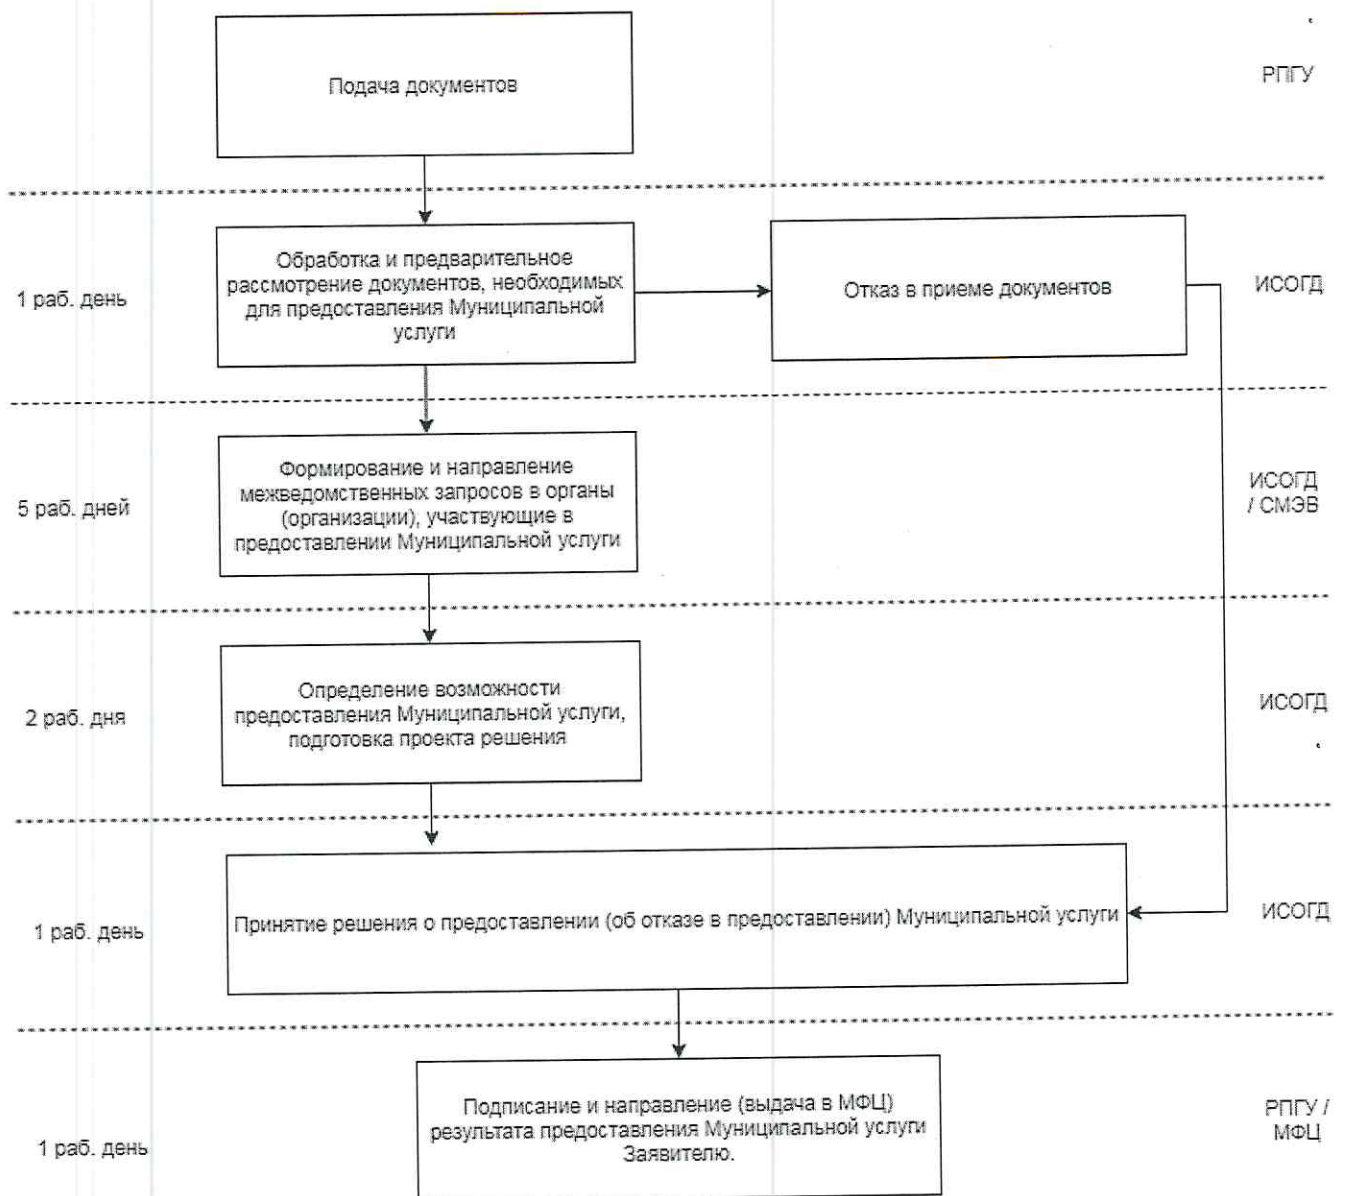 Подача документов
РПГУ
1 раб. день
Обработка и предварительное
рассмотрение документов, необходимых
для предоставления Муниципальной
услуги
Отказ в приеме документов
ИСОГД
5 раб. дней
Формирование и направление
межведомственных запросов в органы
(организации), участвующие в
предоставлении Муниципальной услуги
ИСОГД
/ СМЭВ
2 раб. дня
Определение возможности
предоставления Муниципальной услуги,
подготовка проекта решения
ИСОГД
1 раб. день
Принятие решения о предоставлении (об отказе в предоставлении) Муниципальной услуги
ИСОГД
1 раб. день
Подписание и направление (выдача в МФЦ)
результата предоставления Муниципальной услуги
Заявителю.
РПГУ /
МФЦ